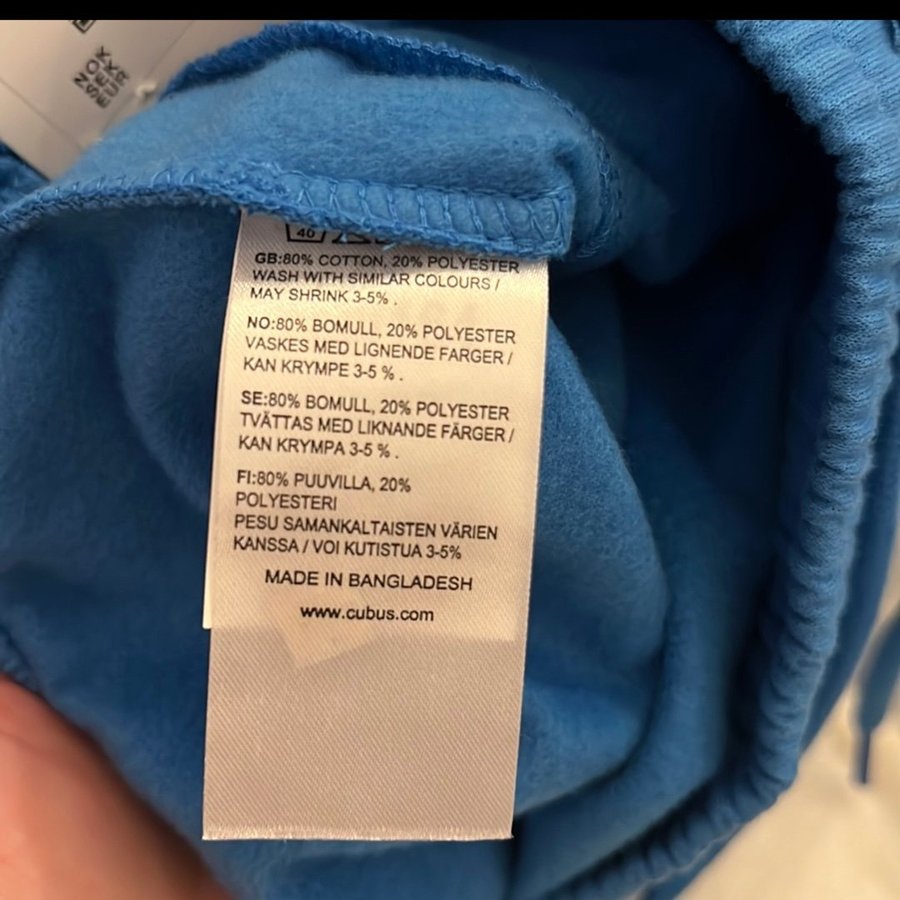 40
GB:80% COTTON, 20% POLYESTER
WASH WITH SIMILAR COLOURS /
MAY SHRINK 3-5% .
NO:80% BOMULL, 20% POLYESTER
VASKES MED LIGNENDE FARGER /
KAN KRYMPE 3-5 % .
SE:80% BOMULL, 20% POLYESTER
TVÄTTAS MED LIKNANDE FÄRGER /
KAN KRYMPA 3-5 % .
FI:80% PUUVILLA, 20%
POLYESTERI
PESU SAMANKALTAISTEN VÄRIEN
KANSSA / VOI KUTISTUA 3-5%
MADE IN BANGLADESH
www.cubus.com